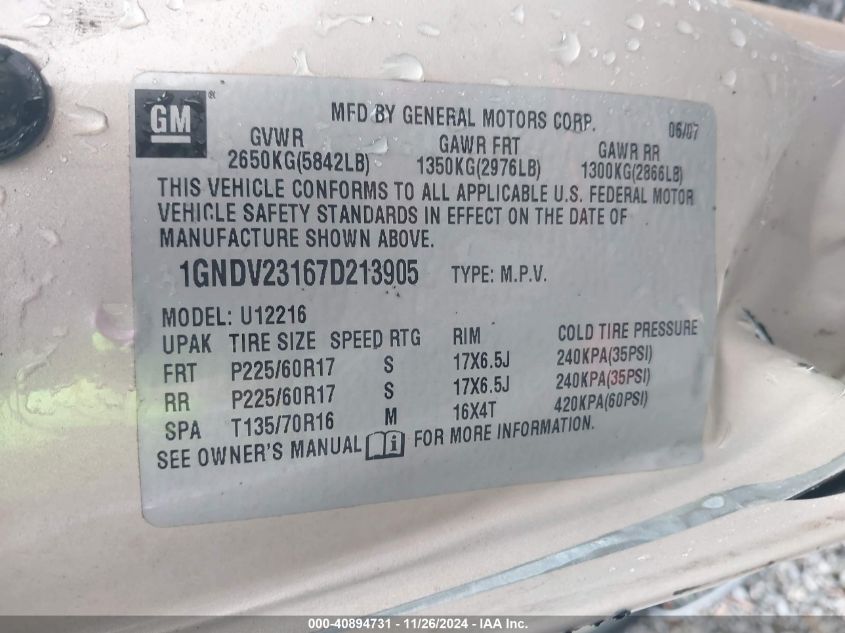 GM ® MFD BY GENERAL MOTORS CORP. 06/07
GVWR GAWR FRT GAWR RR
2650KG(5842LB) 1350KG(2976LB) 1300KG(2866LB)
THIS VEHICLE CONFORMS TO ALL APPLICABLE U.S. FEDERAL MOTOR
VEHICLE SAFETY STANDARDS IN EFFECT ON THE DATE OF
MANUFACTURE SHOWN ABOVE.
1GNDV23167D213905 TYPE: M.P.V.
MODEL: U12216
UPAK TIRE SIZE SPEED RTG RIM COLD TIRE PRESSURE
FRT P225/60R17 S 17X6.5J 240KPA(35PSI)
RR P225/60R17 S 17X6.5J 240KPA(35PSI)
SPA T135/70R16 M 16X4T 420KPA(60PSI)
SEE OWNER'S MANUAL i FOR MORE INFORMATION.
000-40894731 - 11/26/2024 - IAA Inc.